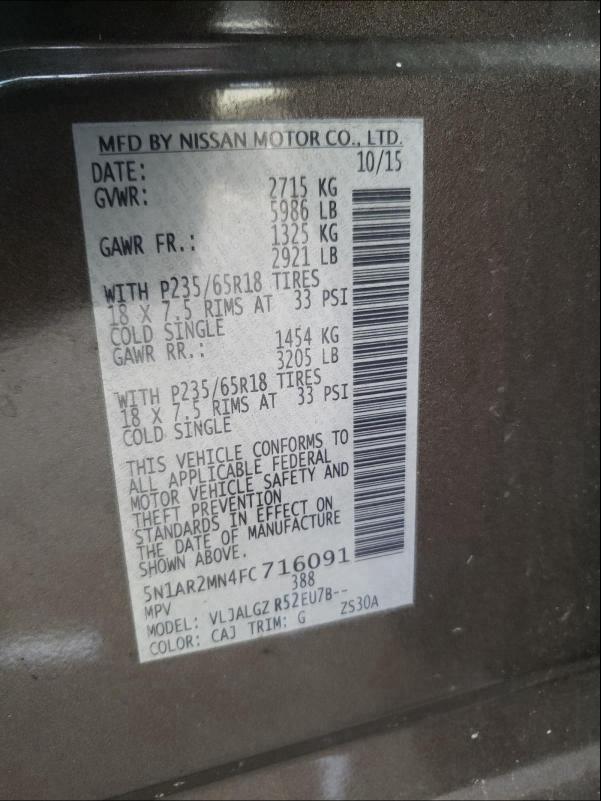 MFD BY NISSAN MOTOR CO., LTD.
DATE: 10/15
GVWR: 2715 KG
5986 LB
GAWR FR.: 1325 KG
2921 LB
WITH P235/65R18 TIRES
18 X 7.5 RIMS AT 33 PSI
COLD SINGLE
GAWR RR.: 1454 KG
3205 LB
WITH P235/65R18 TIRES
18 X 7.5 RIMS AT 33 PSI
COLD SINGLE
THIS VEHICLE CONFORMS TO
ALL APPLICABLE FEDERAL
MOTOR VEHICLE SAFETY AND
THEFT PREVENTION
STANDARDS IN EFFECT ON
THE DATE OF MANUFACTURE
SHOWN ABOVE.
5N1AR2MN4FC716091
MPV 388
MODEL: VLJALGZ R52EU7B--
COLOR: CAJ TRIM: G ZS30A